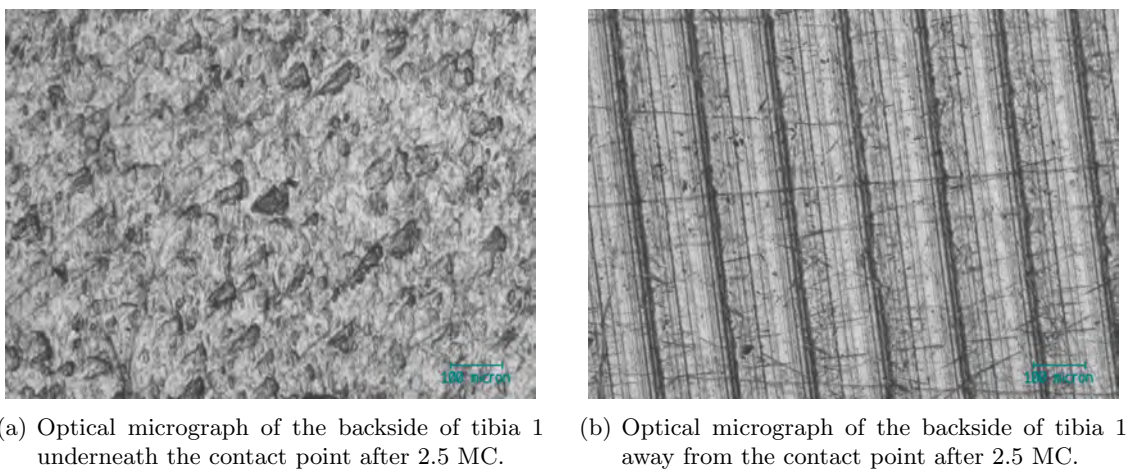 100 micron
100 micron
(a) Optical micrograph of the backside of tibia 1
underneath the contact point after 2.5 MC.
(b) Optical micrograph of the backside of tibia 1
away from the contact point after 2.5 MC.